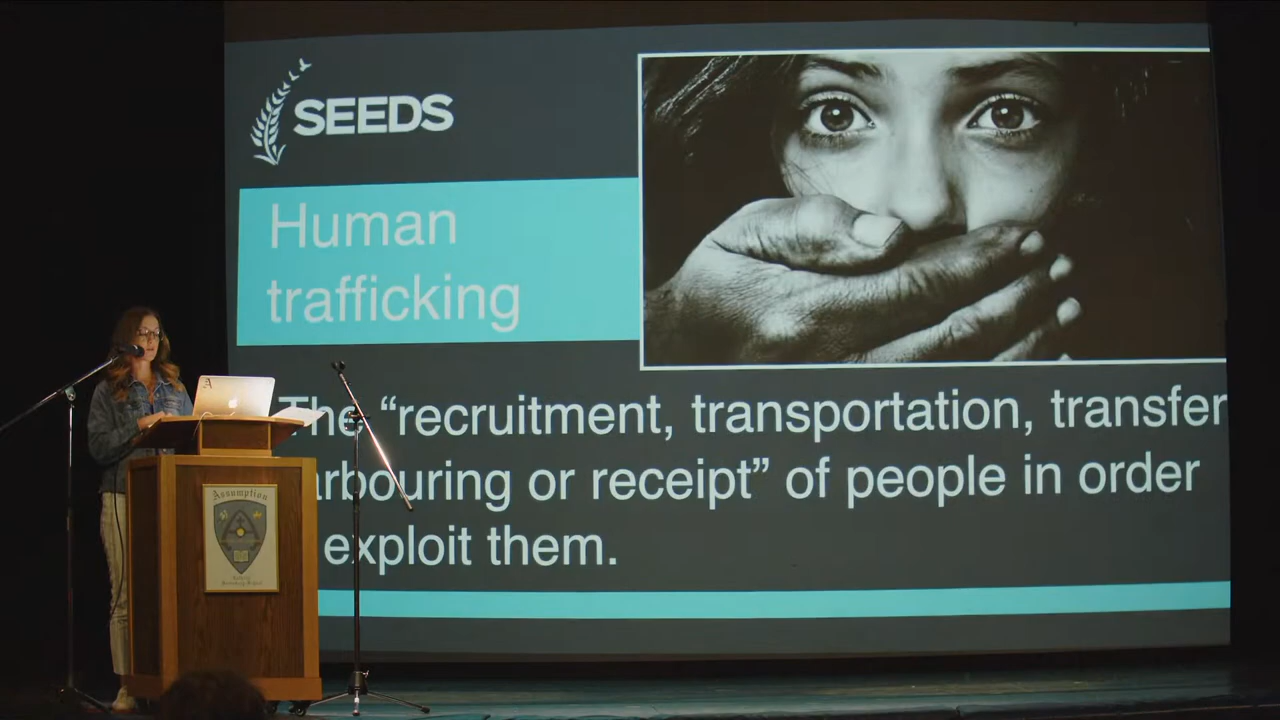 SEEDS
Human
trafficking
The “recruitment, transportation, transfer
arbouring or receipt” of people in order
exploit them.
A
Assumption